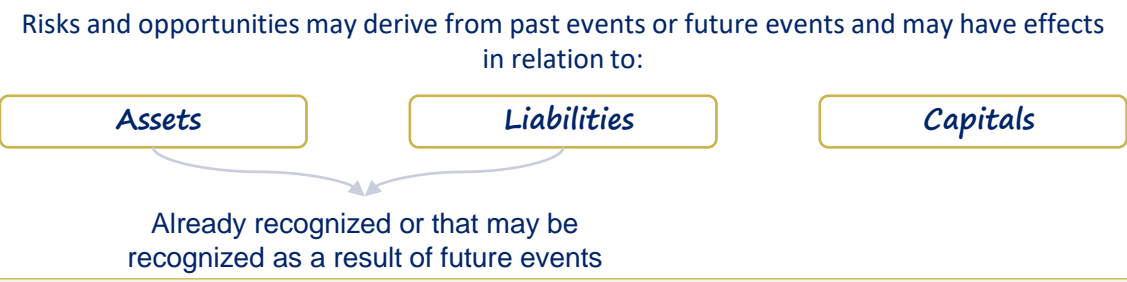 Risks and opportunities may derive from past events or future events and may have effects
in relation to:
Assets
Liabilities
Capitals
Already recognized or that may be
recognized as a result of future events